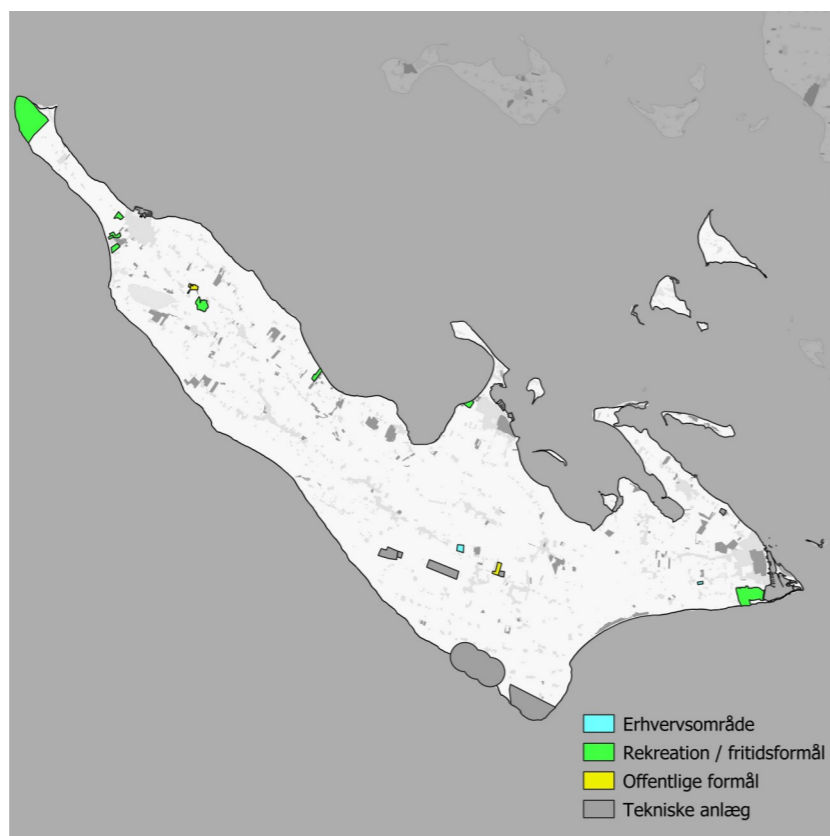 Erhvervsområde
Rekreation / fritidsformål
Offentlige formål
Tekniske anlæg